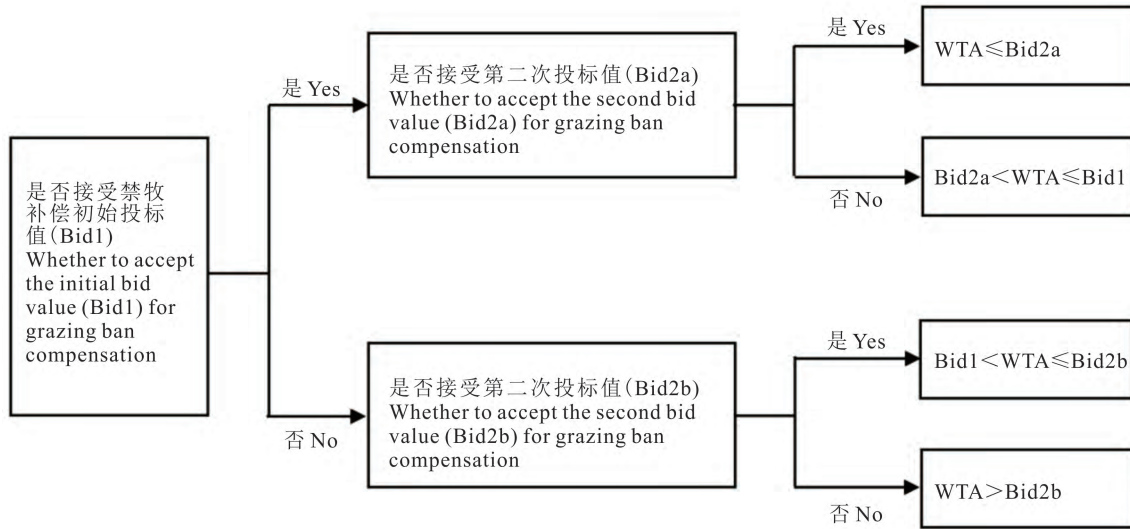 是否接受禁牧
补偿初始投标
值(Bid1)
Whether to accept
the initial bid
value (Bid1) for
grazing ban
compensation
是 Yes
是否接受第二次投标值(Bid2a)
Whether to accept the second bid
value (Bid2a) for grazing ban
compensation
是 Yes
WTA≤Bid2a
否 No
Bid2a<WTA≤Bid1
否 No
是否接受第二次投标值(Bid2b)
Whether to accept the second bid
value (Bid2b) for grazing ban
compensation
是 Yes
Bid1<WTA≤Bid2b
否 No
WTA>Bid2b